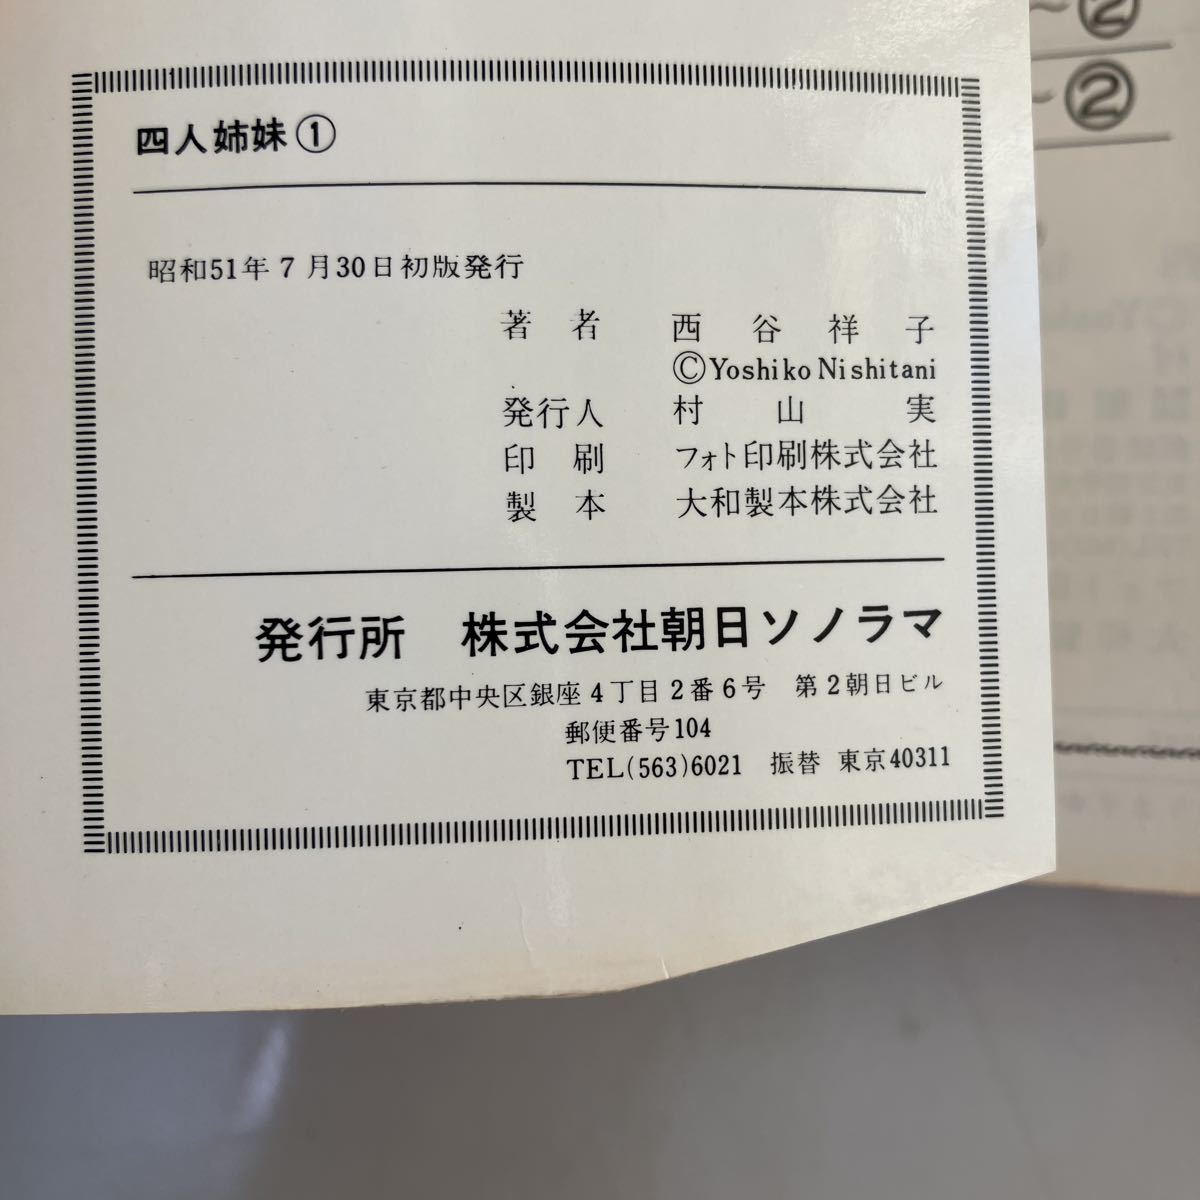 四人姉妹①
昭和51年7月30日初版発行
著者 西谷祥子
©Yoshiko Nishitani
発行人 村山実
印刷 フォト印刷株式会社
製本 大和製本株式会社
発行所 株式会社朝日ソノラマ
東京都中央区銀座4丁目2番6号 第2朝日ビル
郵便番号104
TEL(563)6021 振替 東京40311
~②
~②